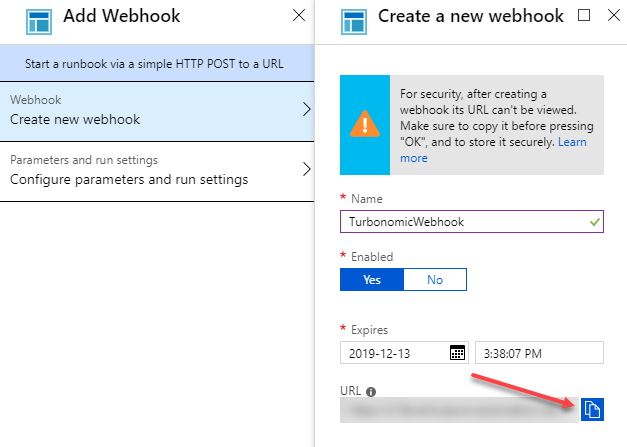 Add Webhook
Start a runbook via a simple HTTP POST to a URL
Webhook
Create new webhook
Parameters and run settings
Configure parameters and run settings
Create a new webhook
For security, after creating a
webhook its URL can't be viewed.
Make sure to copy it before pressing
"OK", and to store it securely. Learn
more
* Name
TurbonomicWebhook
* Enabled
Yes
No
* Expires
2019-12-13
3:38:07 PM
URL